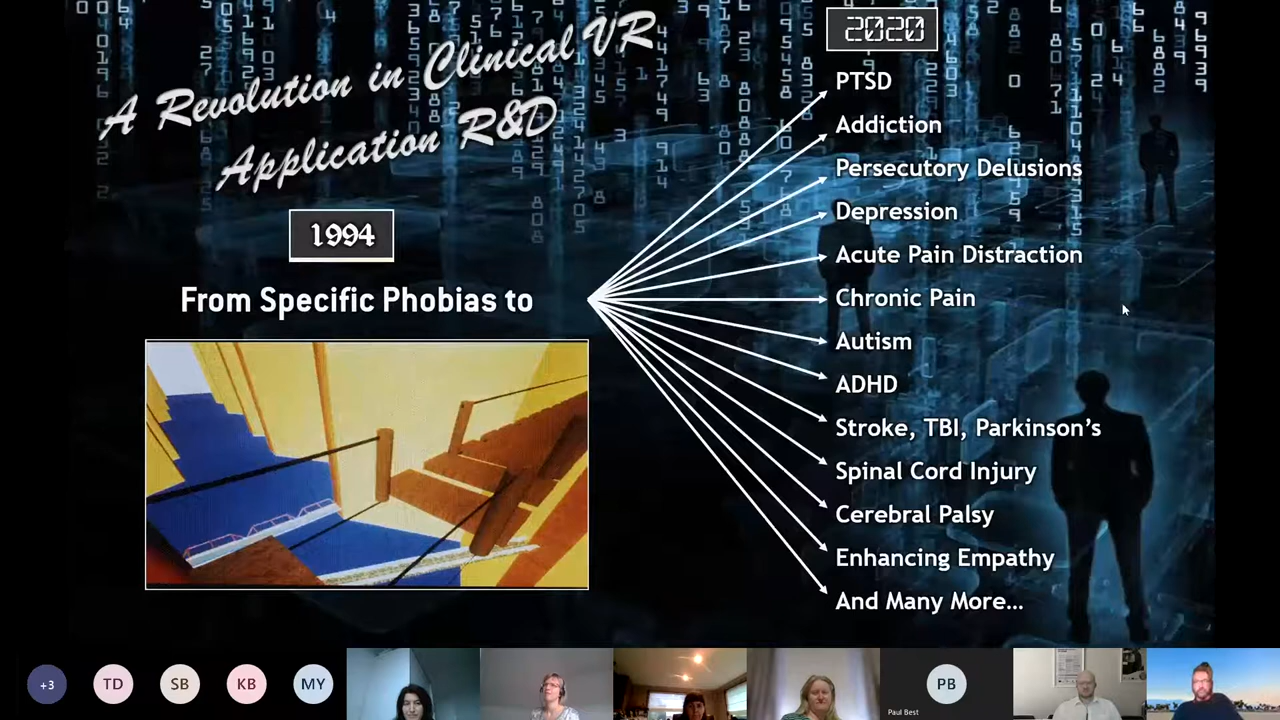 A Revolution in Clinical VR
Application R&D
1994
From Specific Phobias to
2020
PTSD
Addiction
Persecutory Delusions
Depression
Acute Pain Distraction
Chronic Pain
Autism
ADHD
Stroke, TBI, Parkinson's
Spinal Cord Injury
Cerebral Palsy
Enhancing Empathy
And Many More...
+3
TD
SB
KB
MY
PB
Paul Best